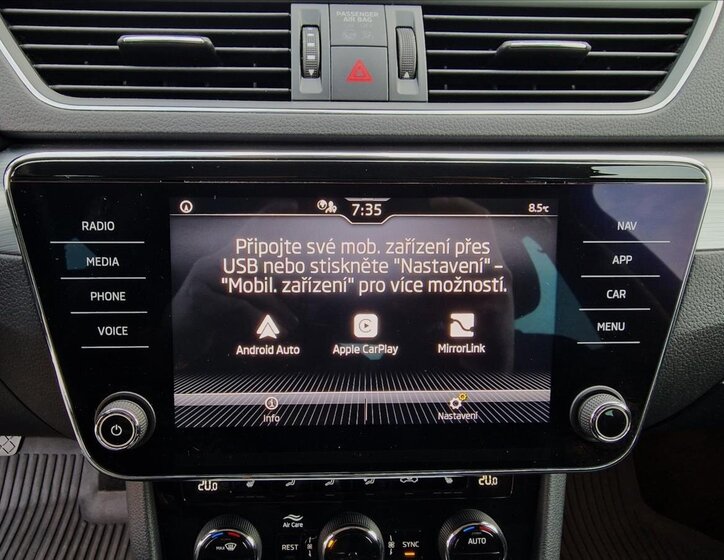 PASSENGER
AIR BAG
7:35
8.5°C
RADIO
MEDIA
PHONE
VOICE
NAV
APP
CAR
MENU
Připojte své mob. zařízení přes
USB nebo stiskněte "Nastavení" –
"Mobil. zařízení" pro více možností.
Android Auto
Apple CarPlay
MirrorLink
Info
Nastavení
20.0
20.0
Air Care
MAX
REST
SYNC
AUTO